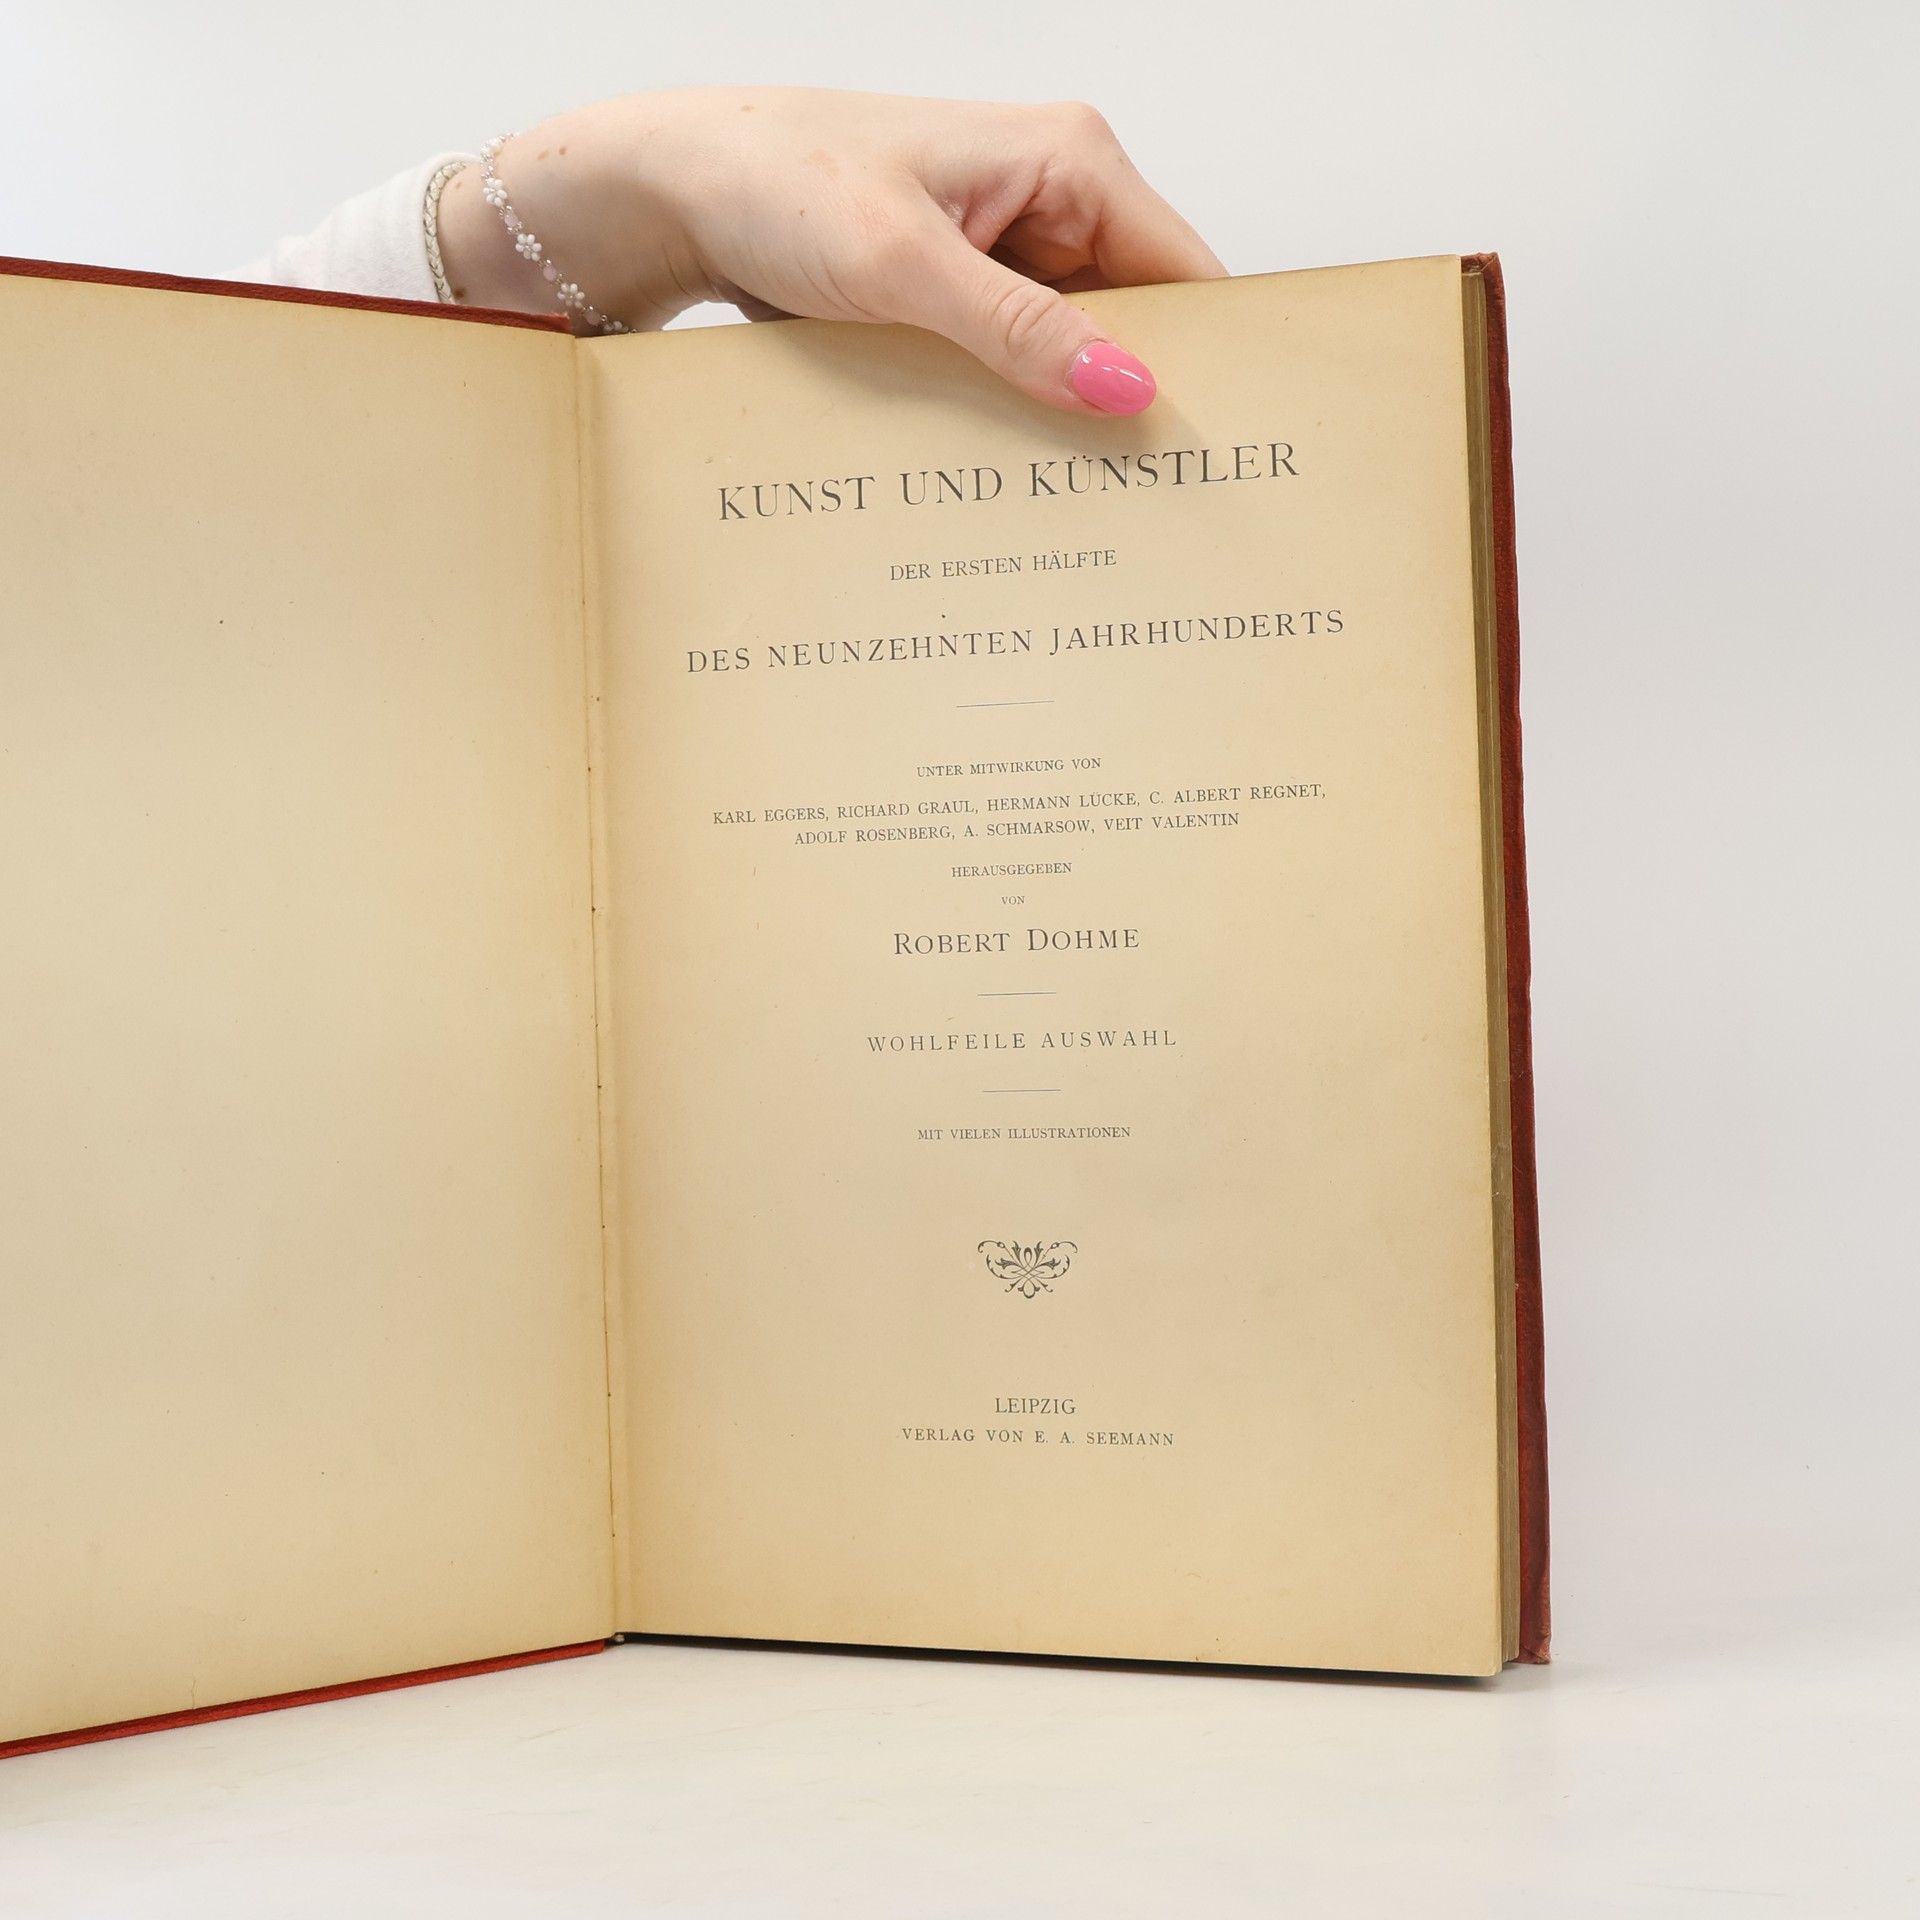 KUNST UND KÜNSTLER
DER ERSTEN HÄLFTE
DES NEUNZEHNTEN JAHRHUNDERTS
UNTER MITWIRKUNG VON
KARL EGGERS, RICHARD GRAUL, HERMANN LÜCKE, C. ALBERT REGNET,
ADOLF ROSENBERG, A. SCHMARSOW, VEIT VALENTIN
HERAUSGEGEBEN
VON
ROBERT DOHME
WOHLFEILE AUSWAHL
MIT VIELEN ILLUSTRATIONEN
LEIPZIG
VERLAG VON E. A. SEEMANN